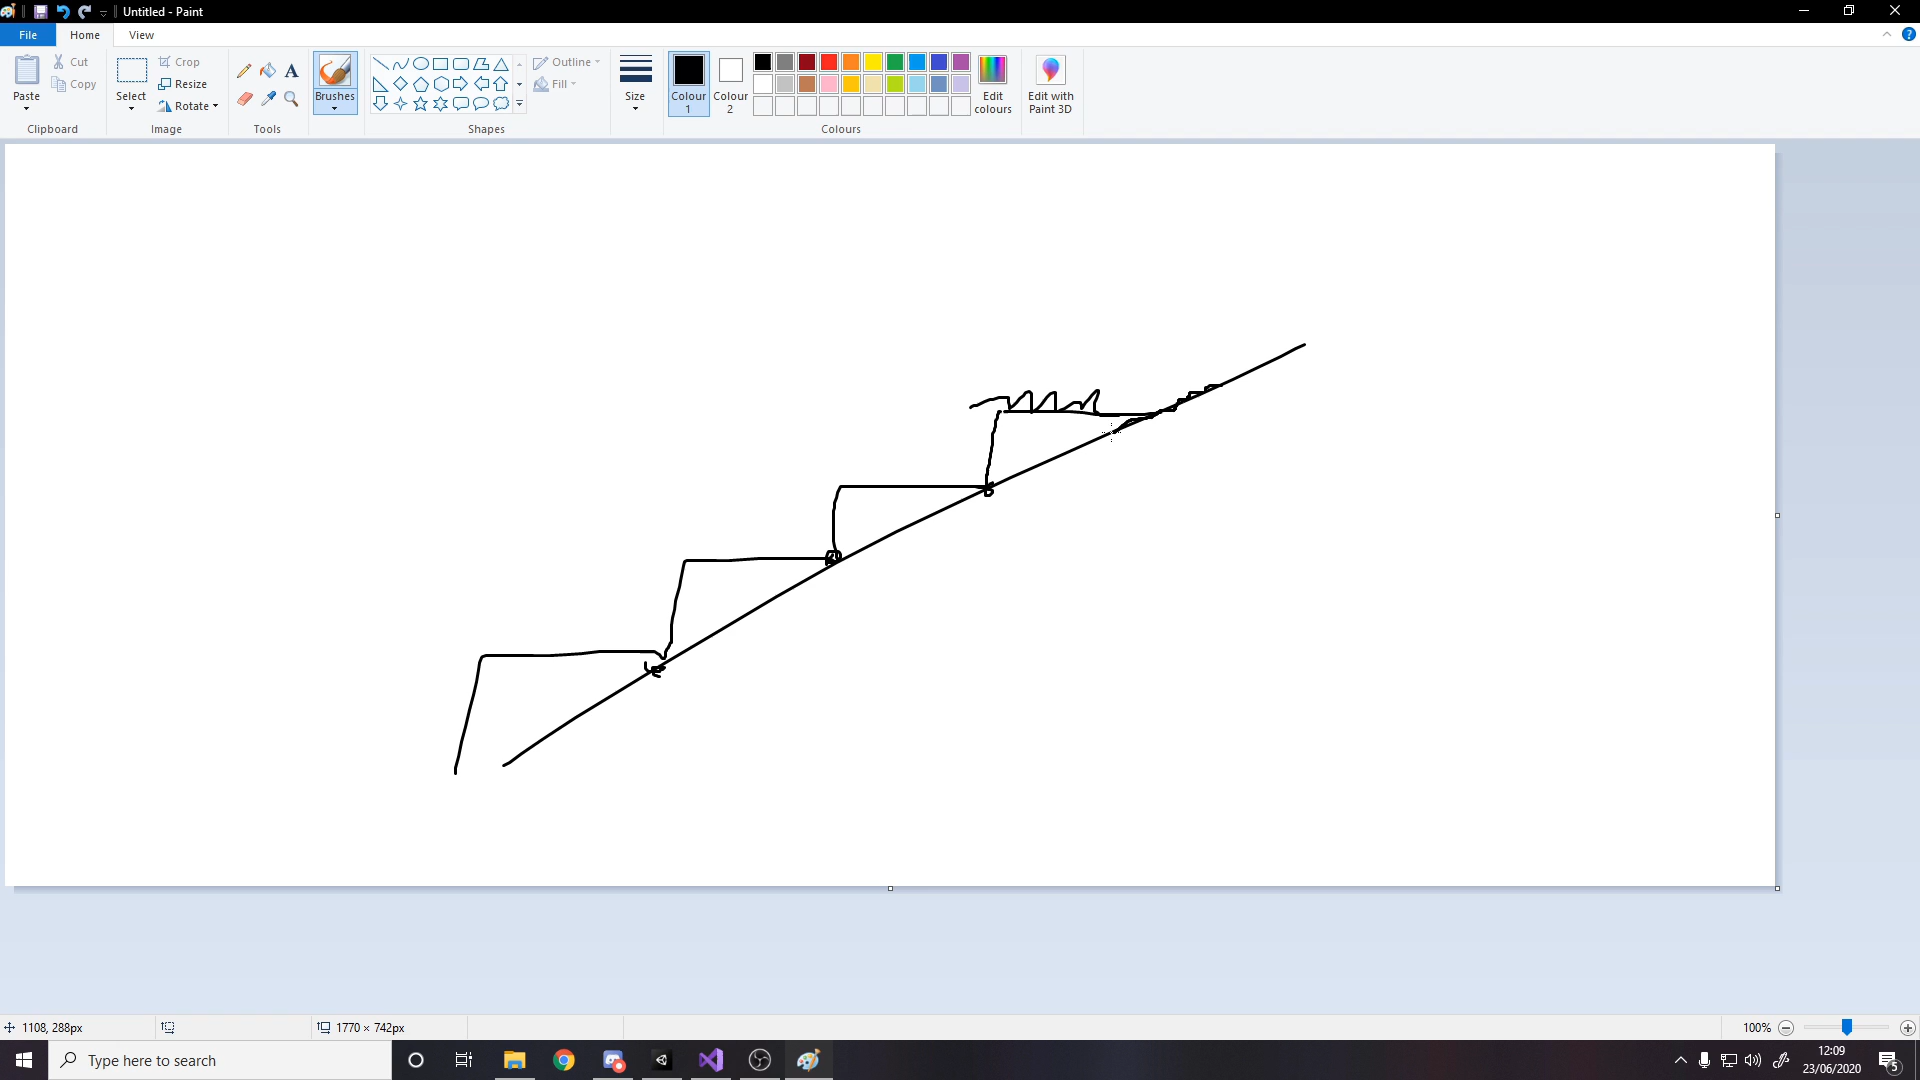 Untitled - Paint
File Home View
Paste
Cut
Copy
Clipboard
Select
Crop
Resize
Rotate
Image
A
Tools
Brushes
Shapes
Outline
Fill
Size
Colour 1
Colour 2
Edit colours
Colours
Edit with Paint 3D
1108, 288px
1770 × 742px
100%
Type here to search
12:09
23/06/2020
5